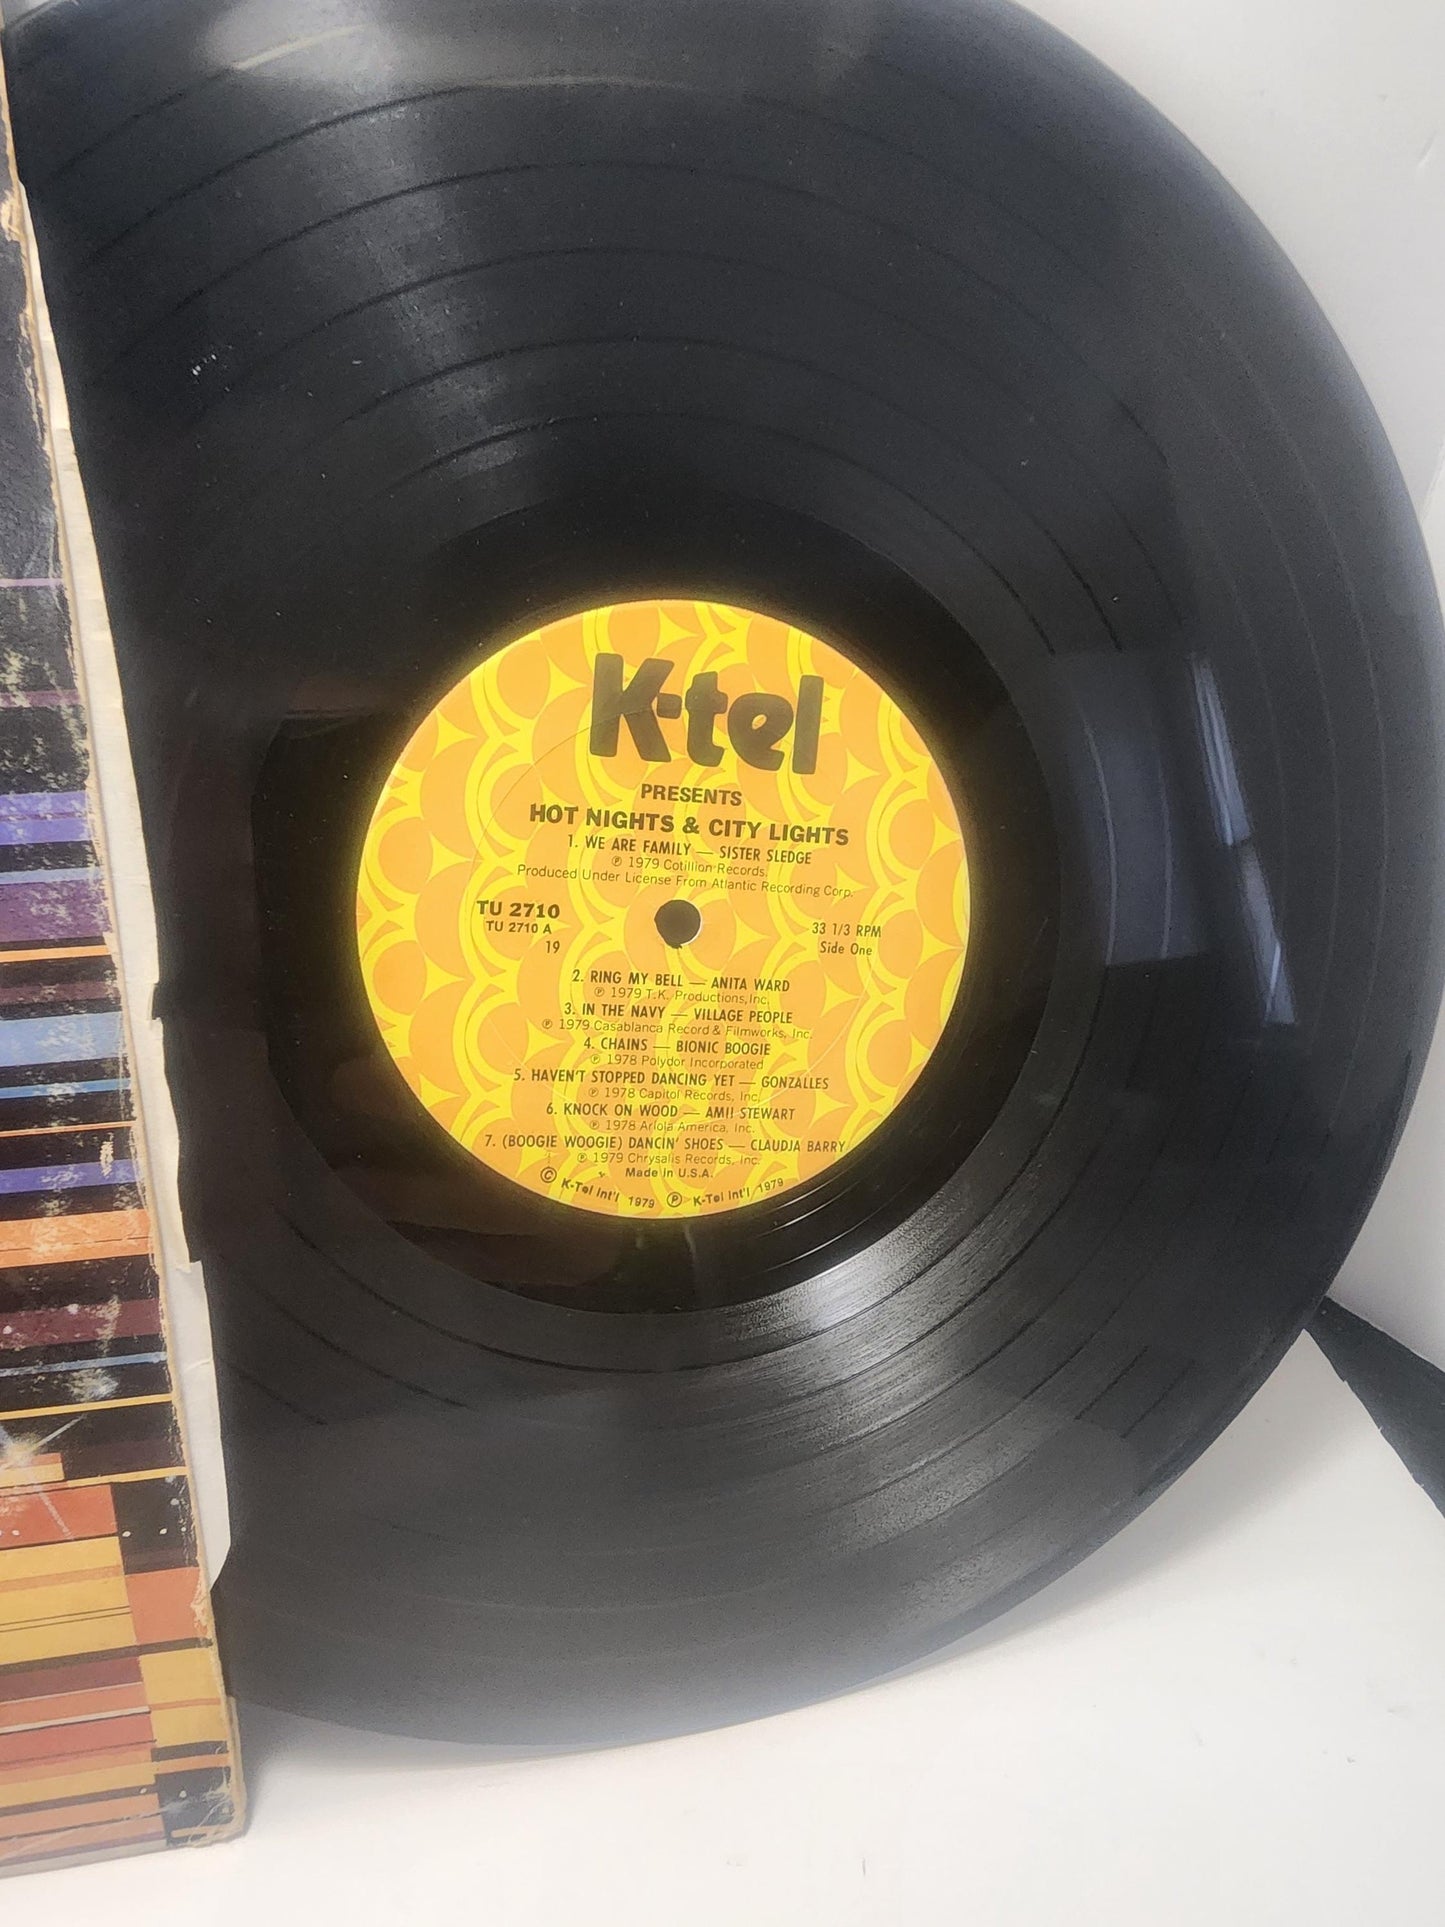 K-tel
PRESENTS
HOT NIGHTS & CITY LIGHTS
1. WE ARE FAMILY — SISTER SLEDGE
℗ 1979 Cotillion Records.
Produced Under License From Atlantic Recording Corp.
TU 2710
TU 2710 A
19
33 1/3 RPM
Side One
2. RING MY BELL — ANITA WARD
℗ 1979 T.K. Productions, Inc.
3. IN THE NAVY — VILLAGE PEOPLE
℗ 1979 Casablanca Record & Filmworks, Inc.
4. CHAINS — BIONIC BOOGIE
℗ 1978 Polydor Incorporated
5. HAVEN'T STOPPED DANCING YET — GONZALLES
℗ 1978 Capitol Records, Inc.
6. KNOCK ON WOOD — AMII STEWART
℗ 1978 Ariola America, Inc.
7. (BOOGIE WOOGIE) DANCIN' SHOES — CLAUDJA BARRY
℗ 1979 Chrysalis Records, Inc.
Made in U.S.A.
© K-Tel Int'l 1979 ℗ K-Tel Int'l 1979